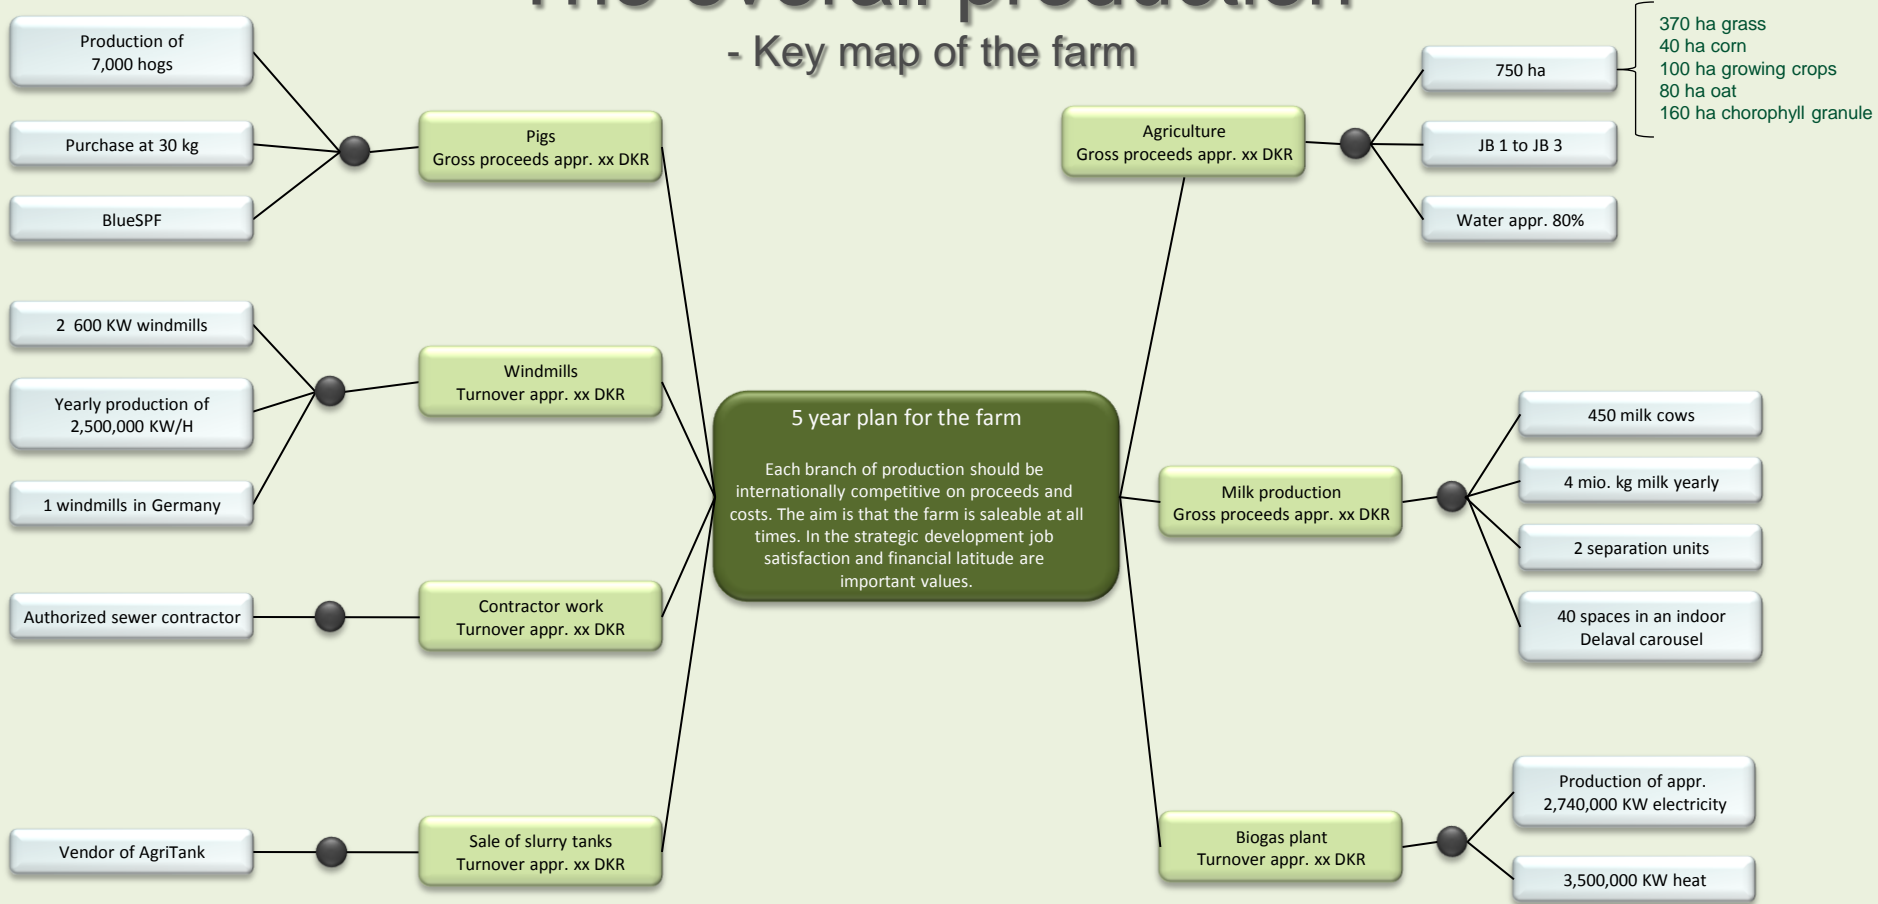 The overall production
- Key map of the farm
Production of
7,000 hogs
Purchase at 30 kg
BlueSPF
Pigs
Gross proceeds appr. xx DKR
2  600 KW windmills
Yearly production of
2,500,000 KW/H
1 windmills in Germany
Windmills
Turnover appr. xx DKR
Authorized sewer contractor
Contractor work
Turnover appr. xx DKR
Vendor of AgriTank
Sale of slurry tanks
Turnover appr. xx DKR
5 year plan for the farm
Each branch of production should be
internationally competitive on proceeds and
costs. The aim is that the farm is saleable at all
times. In the strategic development job
satisfaction and financial latitude are
important values.
Agriculture
Gross proceeds appr. xx DKR
750 ha
370 ha grass
40 ha corn
100 ha growing crops
80 ha oat
160 ha chorophyll granule
JB 1 to JB 3
Water appr. 80%
Milk production
Gross proceeds appr. xx DKR
450 milk cows
4 mio. kg milk yearly
2 separation units
40 spaces in an indoor
Delaval carousel
Biogas plant
Turnover appr. xx DKR
Production of appr.
2,740,000 KW electricity
3,500,000 KW heat